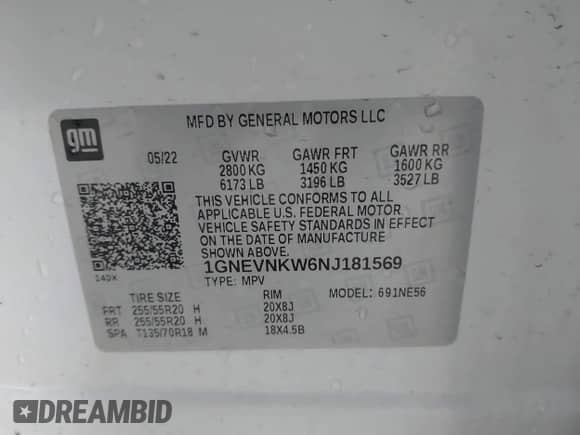 gm
MFD BY GENERAL MOTORS LLC
05/22 GVWR GAWR FRT GAWR RR
2800 KG 1450 KG 1600 KG
6173 LB 3196 LB 3527 LB
THIS VEHICLE CONFORMS TO ALL
APPLICABLE U.S. FEDERAL MOTOR
VEHICLE SAFETY STANDARDS IN EFFECT
ON THE DATE OF MANUFACTURE
SHOWN ABOVE.
140X
1GNEVNKW6NJ181569
TYPE: MPV
TIRE SIZE RIM MODEL: 691NE56
FRT 255/55R20 H 20X8J
RR 255/55R20 H 20X8J
SPA T135/70R18 M 18X4.5B
DREAMBID